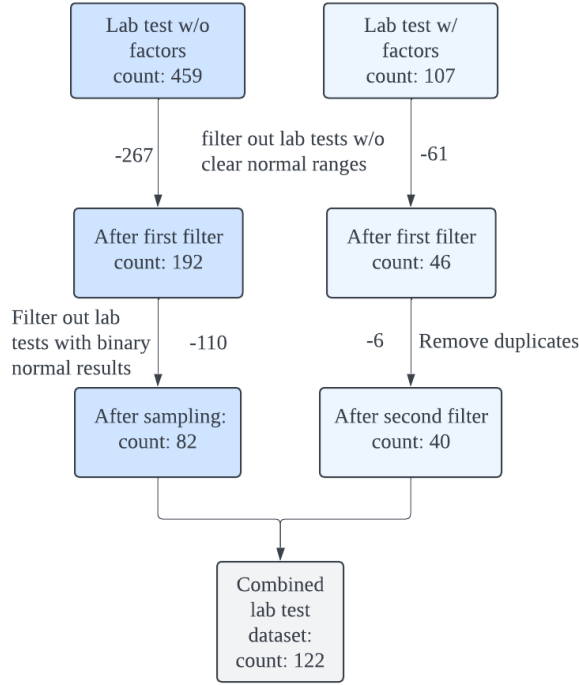 Lab test w/o
factors
count: 459
Lab test w/
factors
count: 107
-267
filter out lab tests w/o
clear normal ranges
-61
After first filter
count: 192
After first filter
count: 46
Filter out lab
tests with binary
normal results
-110
-6
Remove duplicates
After sampling:
count: 82
After second filter
count: 40
Combined
lab test
dataset:
count: 122